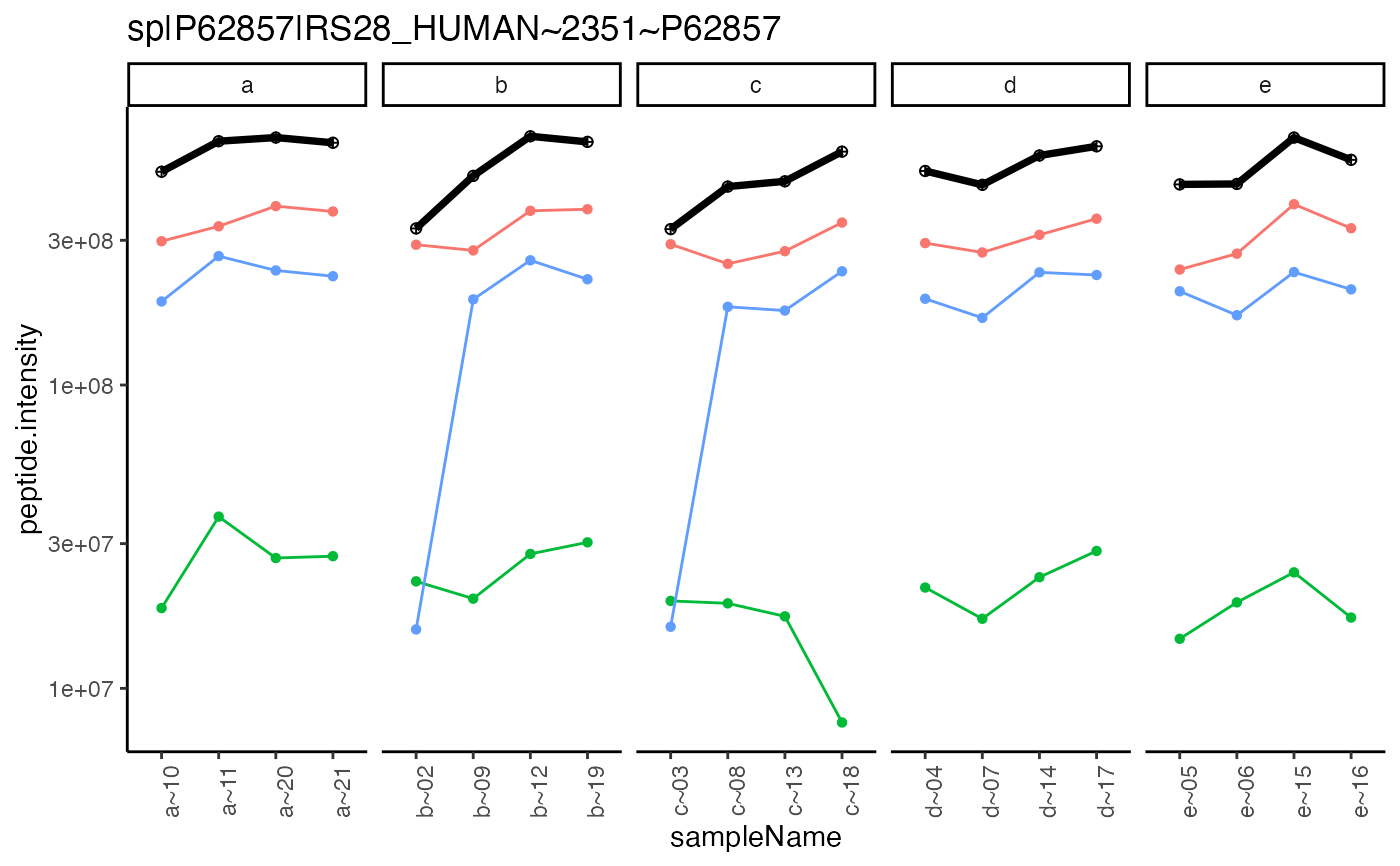 sp|P62857|RS28_HUMAN~2351~P62857
a b c d e
peptide.intensity
3e+08
1e+08
3e+07
1e+07
a~10 a~11 a~20 a~21 b~02 b~09 b~12 b~19 c~03 c~08 c~13 c~18 d~04 d~07 d~14 d~17 e~05 e~06 e~15 e~16
sampleName